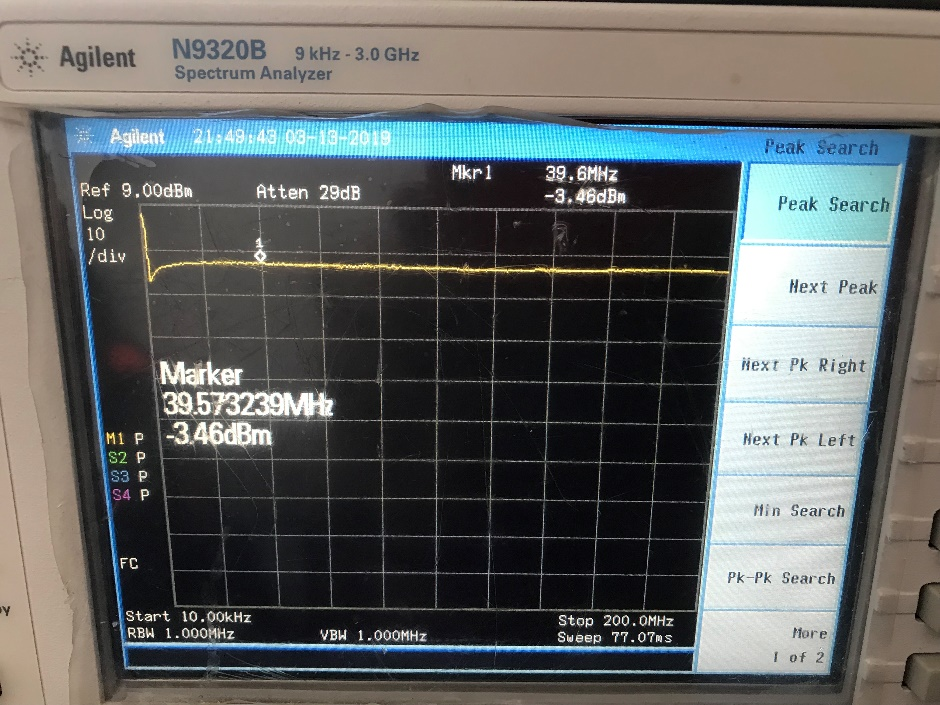 Agilent N9320B 9 kHz - 3.0 GHz
Spectrum Analyzer
Agilent 21:49:43 03-13-2019
Peak Search
Mkr1 39.6MHz
Ref 9.00dBm Atten 29dB -3.46dBm
Log
10
/div
1
Marker
39.573239MHz
-3.46dBm
M1 P
S2 P
S3 P
S4 P
FC
Start 10.00kHz Stop 200.0MHz
RBW 1.000MHz VBW 1.000MHz Sweep 77.07ms
Peak Search
Next Peak
Next Pk Right
Next Pk Left
Min Search
Pk-Pk Search
More
1 of 2